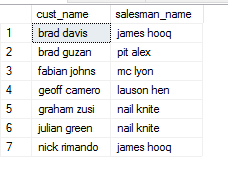 cust_name salesman_name
1 brad davis james hooq
2 brad guzan pit alex
3 fabian johns mc lyon
4 geoff camero lauson hen
5 graham zusi nail knite
6 julian green nail knite
7 nick rimando james hooq